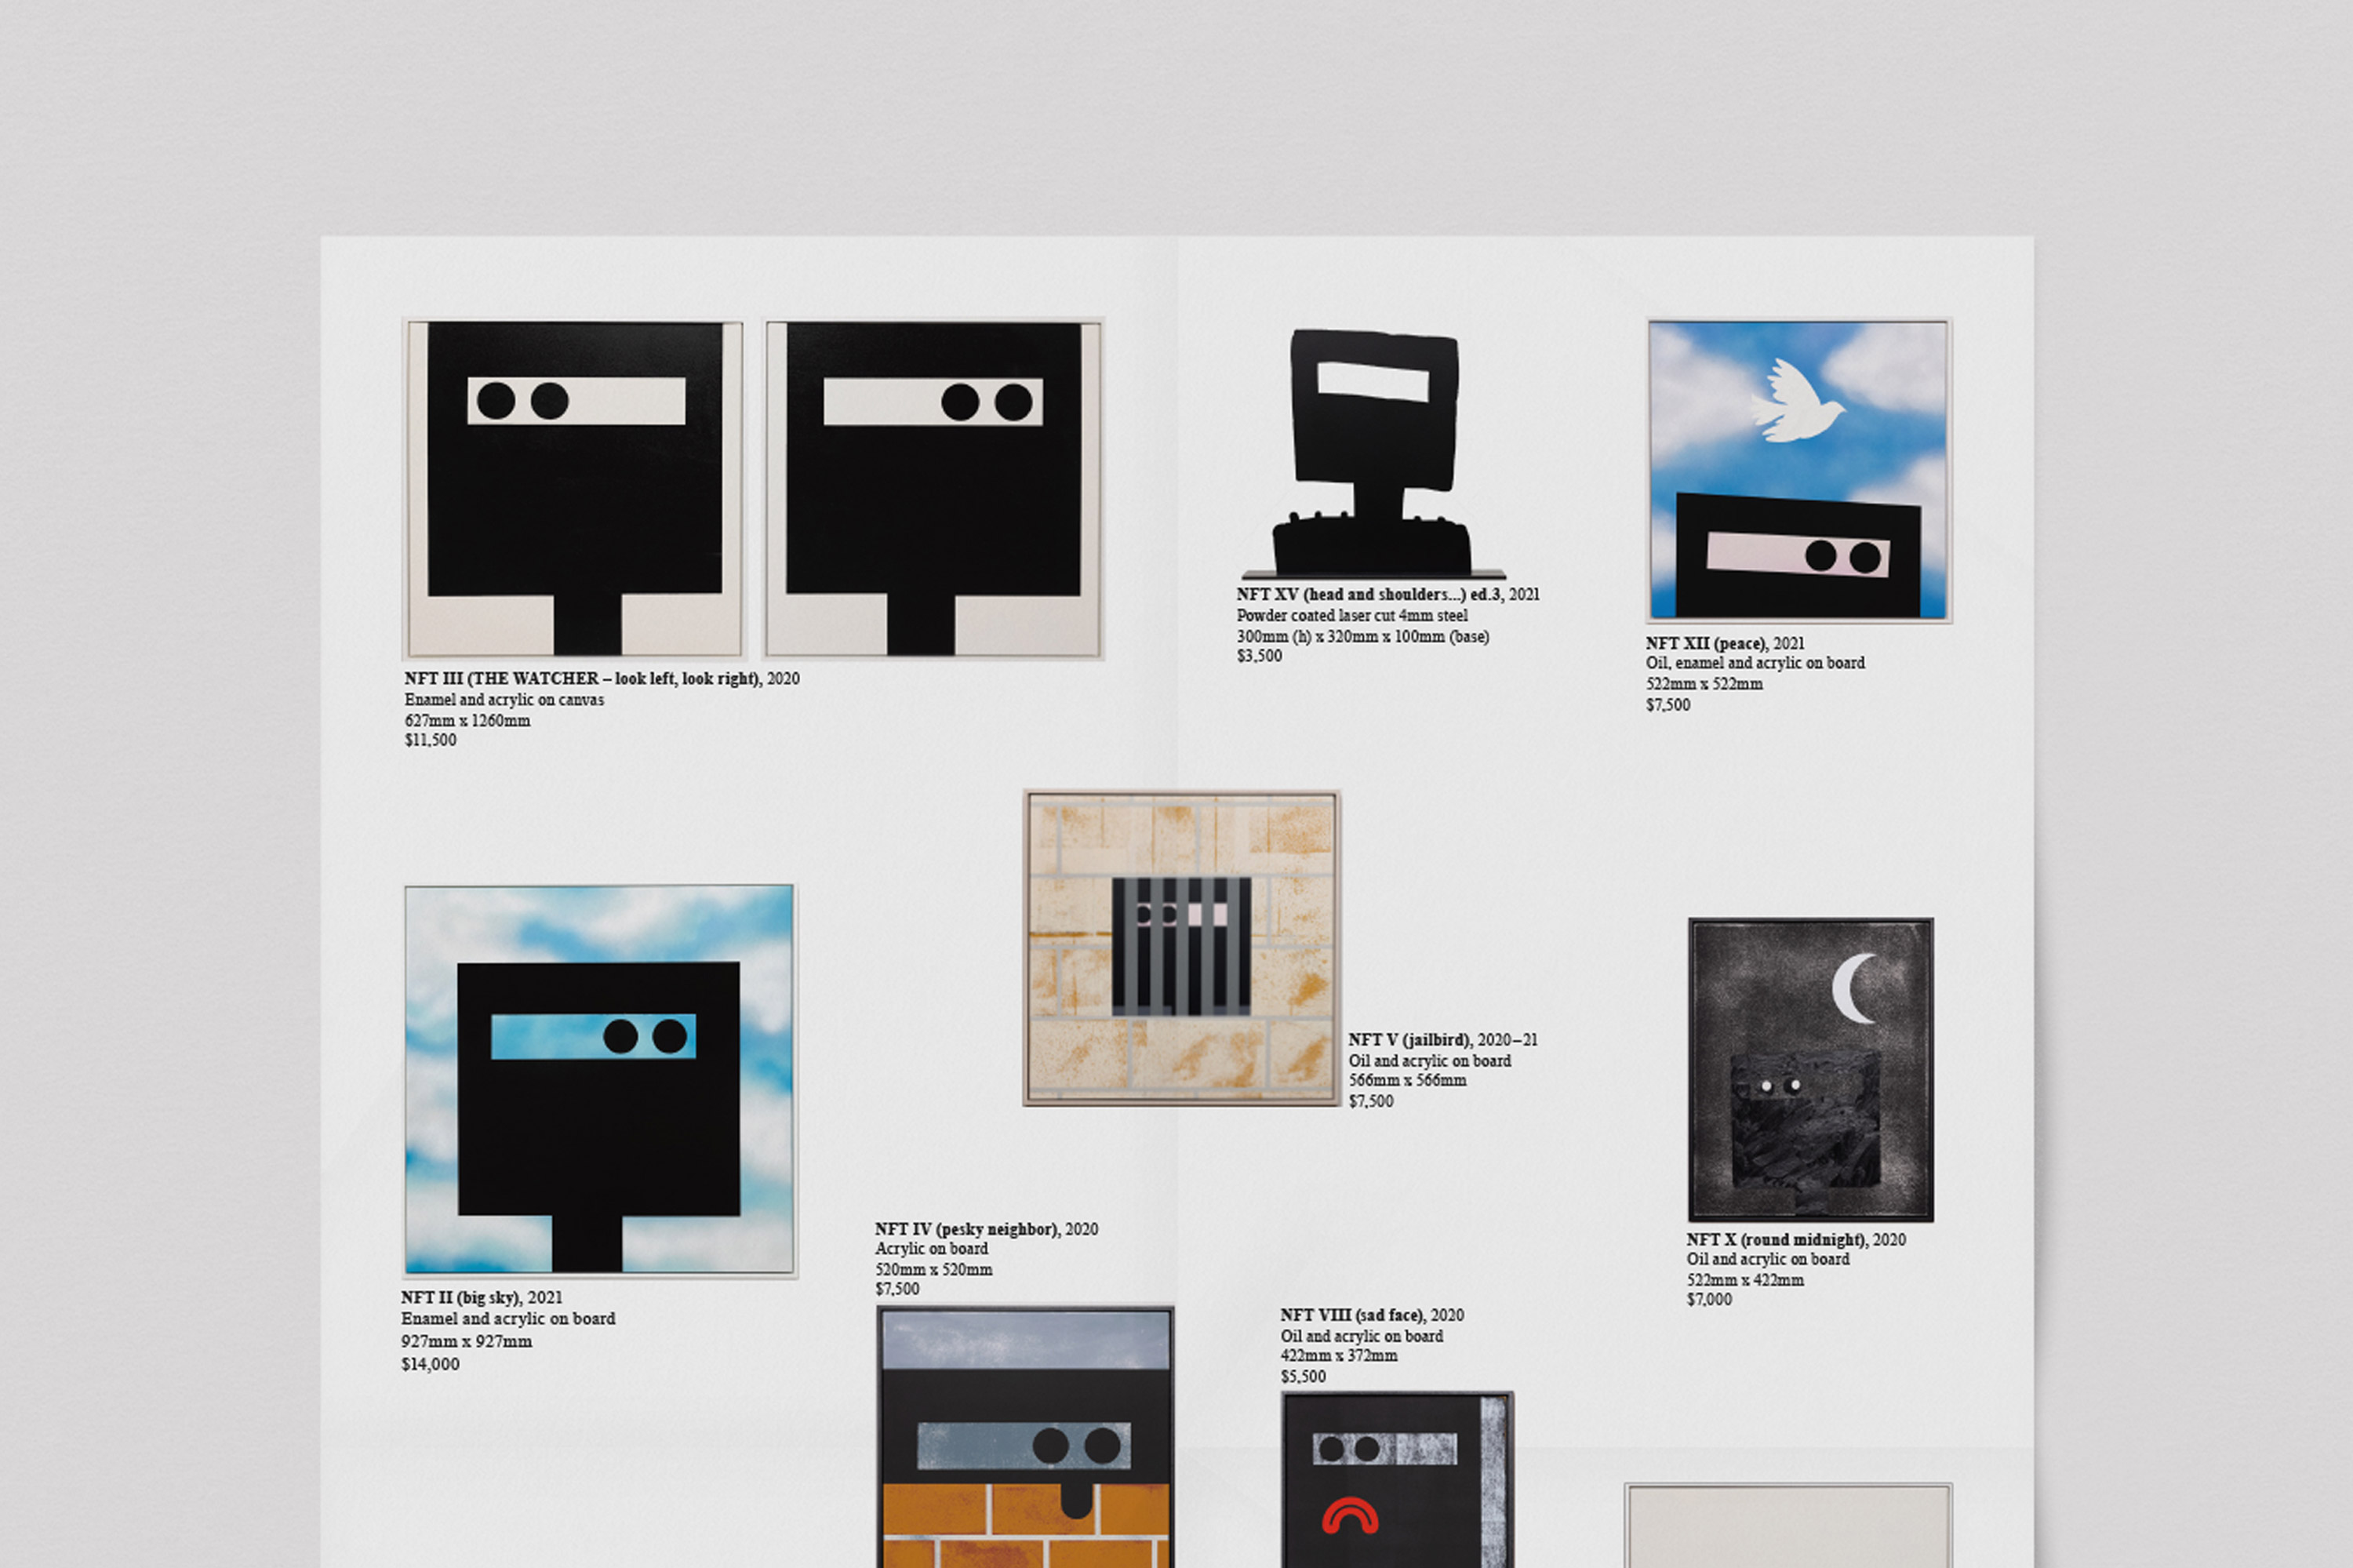 NFT III (THE WATCHER – look left, look right), 2020
Enamel and acrylic on canvas
627mm x 1260mm
$11,500
NFT XV (head and shoulders...) ed.3, 2021
Powder coated laser cut 4mm steel
300mm (h) x 320mm x 100mm (base)
$3,500
NFT XII (peace), 2021
Oil, enamel and acrylic on board
522mm x 522mm
$7,500
NFT V (jailbird), 2020–21
Oil and acrylic on board
566mm x 566mm
$7,500
NFT II (big sky), 2021
Enamel and acrylic on board
927mm x 927mm
$14,000
NFT IV (pesky neighbor), 2020
Acrylic on board
520mm x 520mm
$7,500
NFT X (round midnight), 2020
Oil and acrylic on board
522mm x 422mm
$7,000
NFT VIII (sad face), 2020
Oil and acrylic on board
422mm x 372mm
$5,500